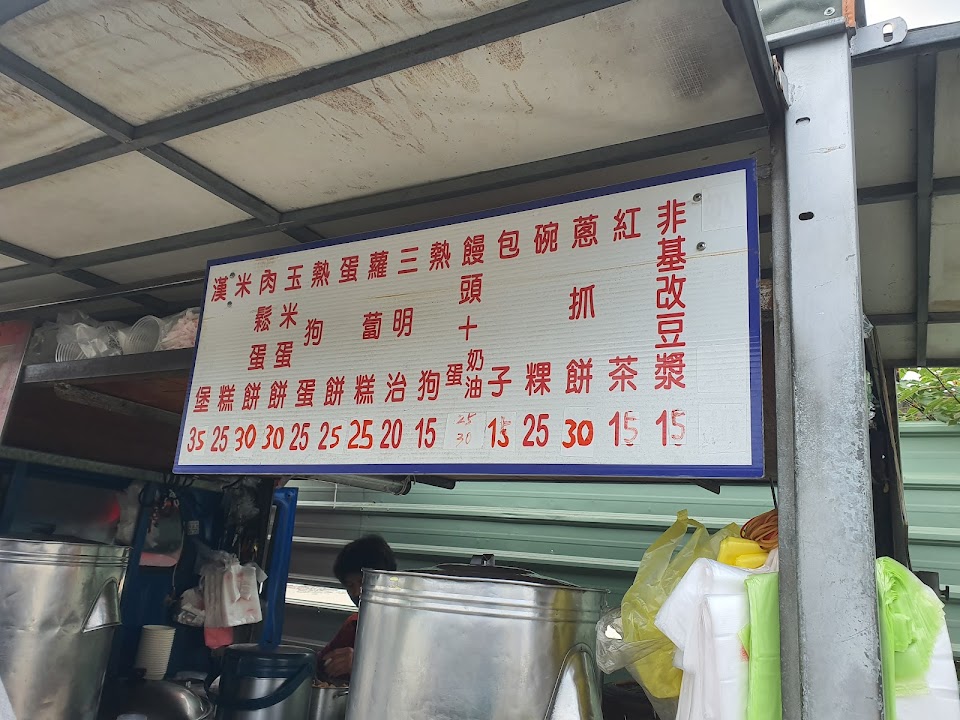 非基改豆漿 15
紅茶 15
蔥抓餅 30
碗粿 25
包子 15
饅頭十奶油蛋 25 30
熱狗 15
三明治 20
蘿蔔糕 25
蛋餅 25
熱狗蛋 25
玉米蛋餅 30
肉鬆蛋餅 30
米糕 25
漢堡 35